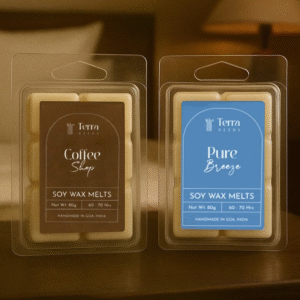 Terra
Coffee
Shop
SOY WAX MELTS
Net Wt. 80g
60 - 70 Hrs
HANDMADE IN GOA, INDIA
Terra
Pure
Breeze
SOY WAX MELTS
Net Wt. 80g
60 - 70 Hrs
HANDMADE IN GOA, INDIA